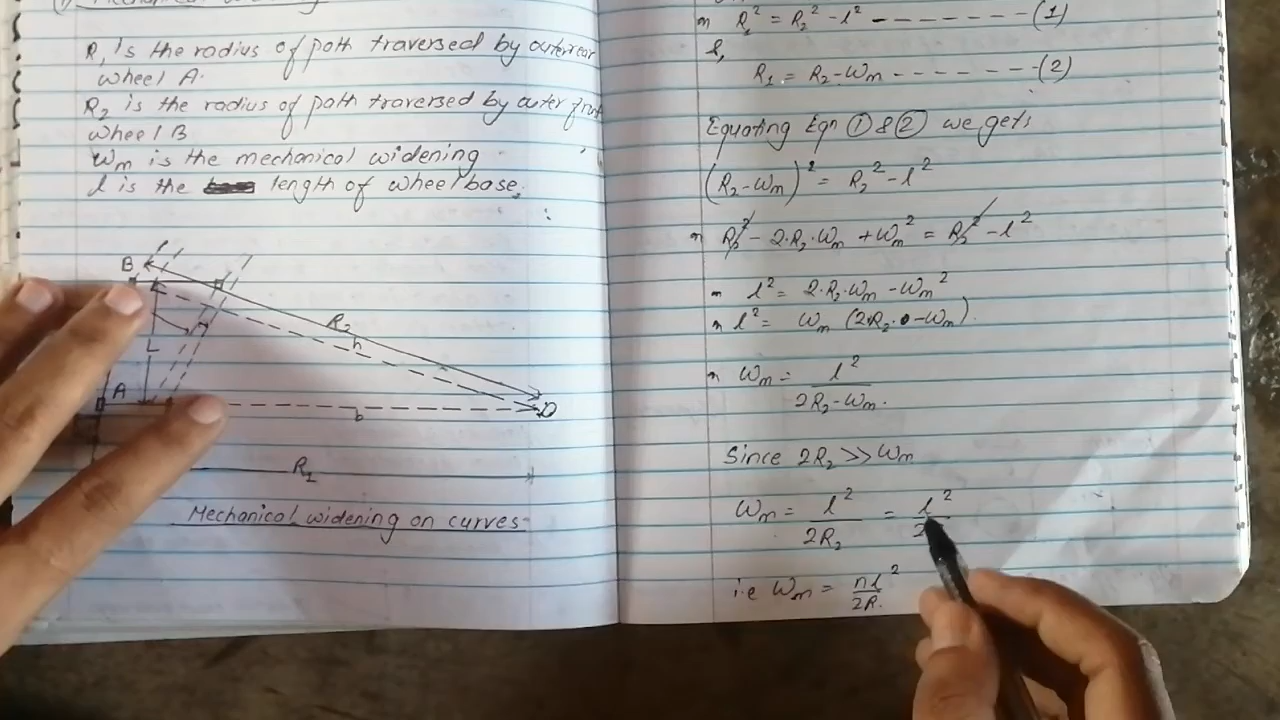 R₁ is the radius of path traversed by outer rear
wheel A.
R₂ is the radius of path traversed by outer front
wheel B
Wm is the mechanical widening
l is the length of wheel base,
B
R₂
h
L
A
O
b
R₁
Mechanical widening on curves
R₁² = R₂² - l² - - - - - - - (1)
&,
R₁ = R₂ - Wm - - - - - - - (2)
Equating Eqn ① & ② we gets
(R₂ - Wm)² = R₂² - l²
R₂² - 2·R₂·Wm + Wm² = R₂² - l²
l² = 2·R₂·Wm - Wm²
l² = Wm (2·R₂ - Wm).
Wm = l² / 2R₂ - Wm.
Since 2R₂ >> Wm
Wm = l² / 2R₂ = l²
i.e Wm = nl² / 2R.